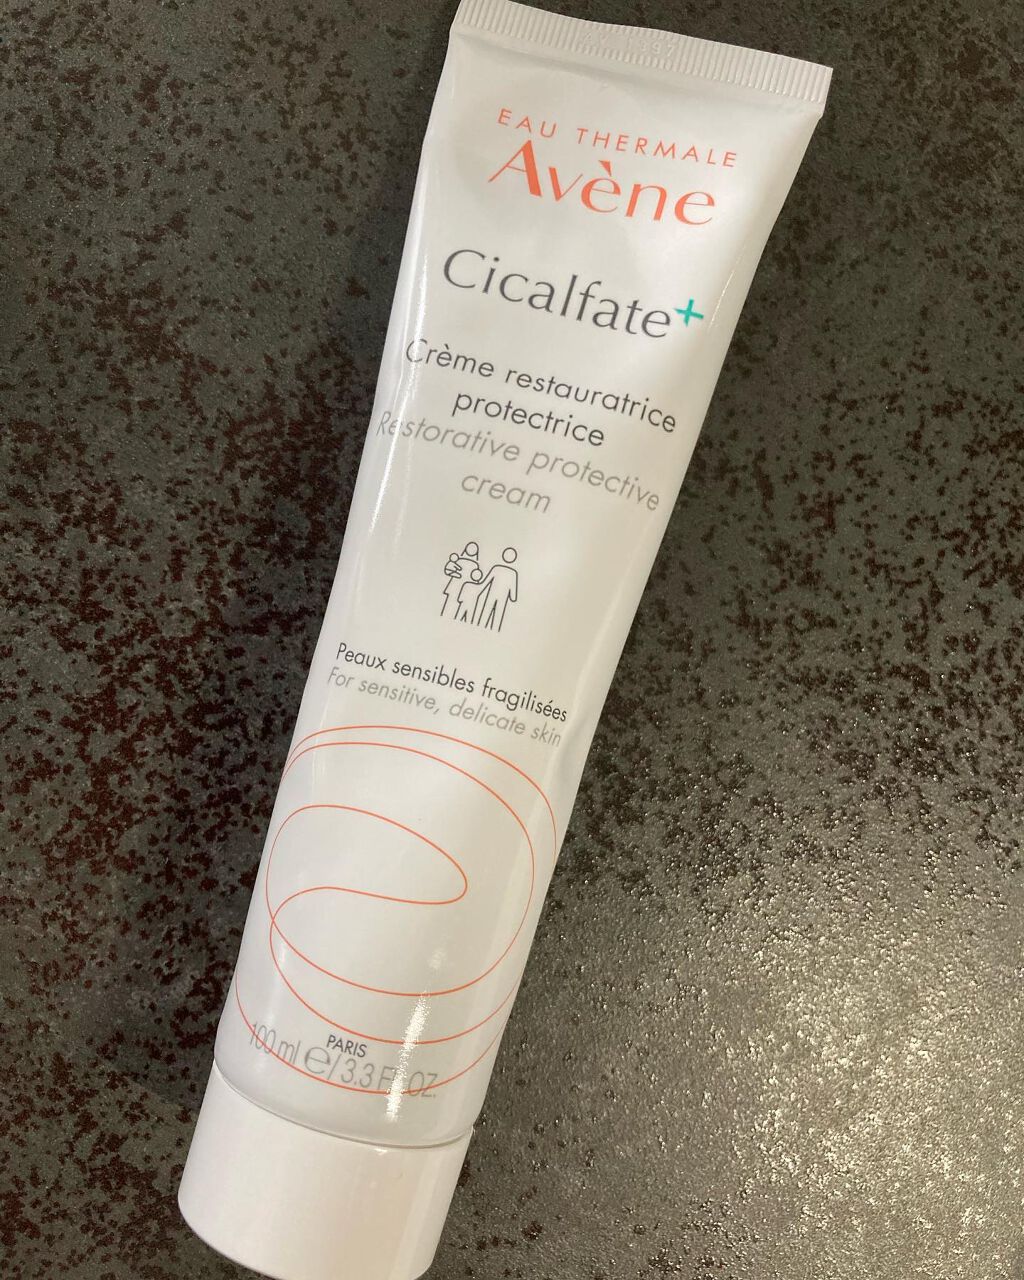 EAU THERMALE
Avène
Cicalfate+
Crème restauratrice
protectrice
Restorative protective
cream
Peaux sensibles fragilisées
For sensitive, delicate skin
PARIS
100 ml ℮/3.3 FL. OZ.